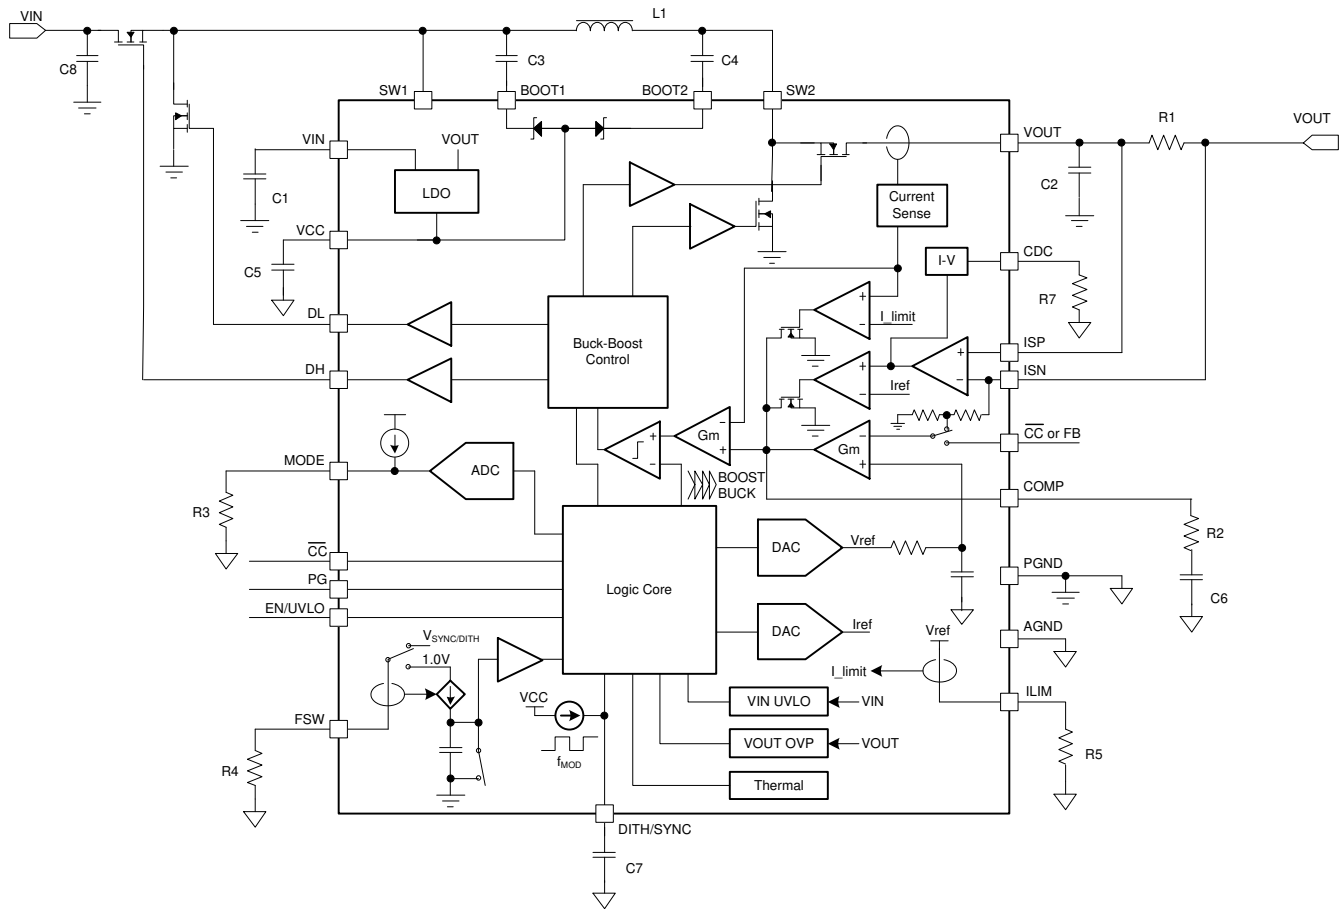 VIN
L1
C8
C3
C4
SW1
BOOT1
BOOT2
SW2
VIN
VOUT
VOUT
R1
VOUT
C1
LDO
C2
Current
Sense
VCC
C5
I-V
CDC
R7
DL
Buck-Boost
Control
+
−
I_limit
DH
+
−
Iref
+
−
ISP
ISN
MODE
ADC
+
−
Gm
−
+
Gm
−
+
CC or FB
BOOST
BUCK
COMP
R3
CC
PG
EN/UVLO
Logic Core
DAC
Vref
R2
PGND
C6
DAC
Iref
Vref
AGND
VSYNC/DITH
1.0V
I_limit
FSW
VCC
fMOD
VIN UVLO
VIN
ILIM
R4
VOUT OVP
VOUT
R5
Thermal
DITH/SYNC
C7